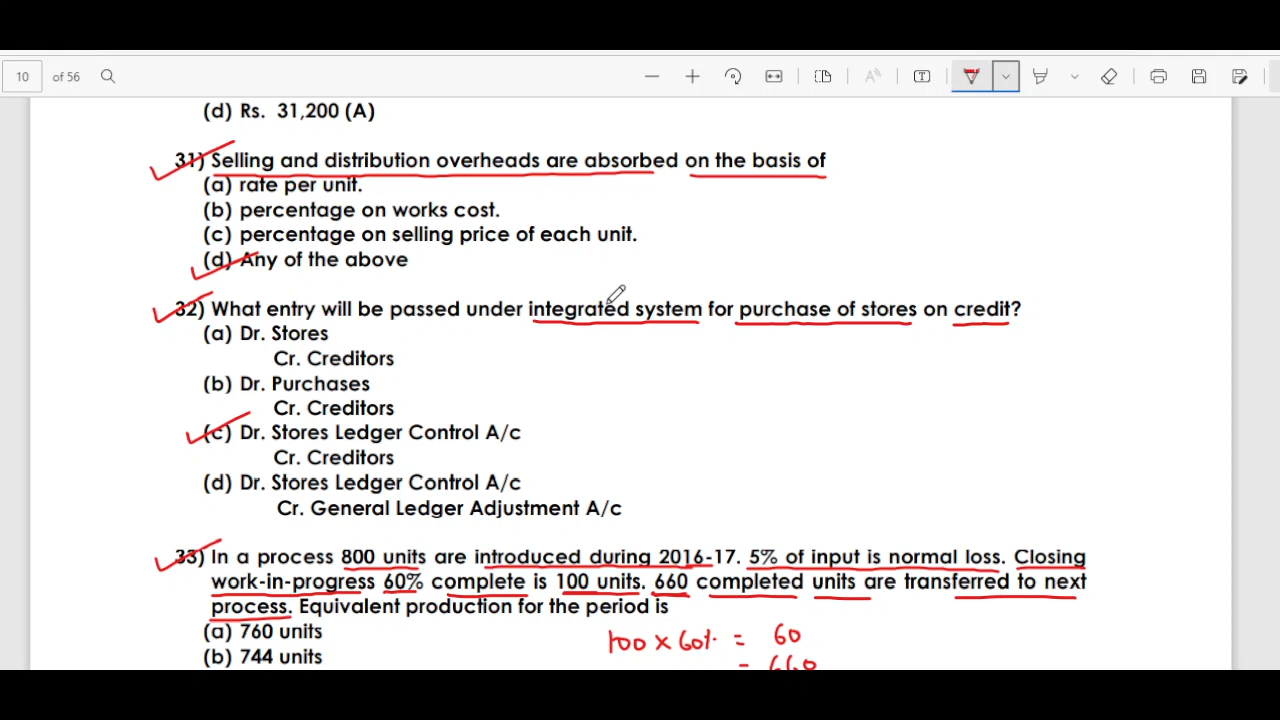 10 of 56
(d) Rs. 31,200 (A)
31) Selling and distribution overheads are absorbed on the basis of
(a) rate per unit.
(b) percentage on works cost.
(c) percentage on selling price of each unit.
(d) Any of the above
32) What entry will be passed under integrated system for purchase of stores on credit?
(a) Dr. Stores
Cr. Creditors
(b) Dr. Purchases
Cr. Creditors
(c) Dr. Stores Ledger Control A/c
Cr. Creditors
(d) Dr. Stores Ledger Control A/c
Cr. General Ledger Adjustment A/c
33) In a process 800 units are introduced during 2016-17. 5% of input is normal loss. Closing
work-in-progress 60% complete is 100 units. 660 completed units are transferred to next
process. Equivalent production for the period is
(a) 760 units
100 x 60% = 60
(b) 744 units
= 660